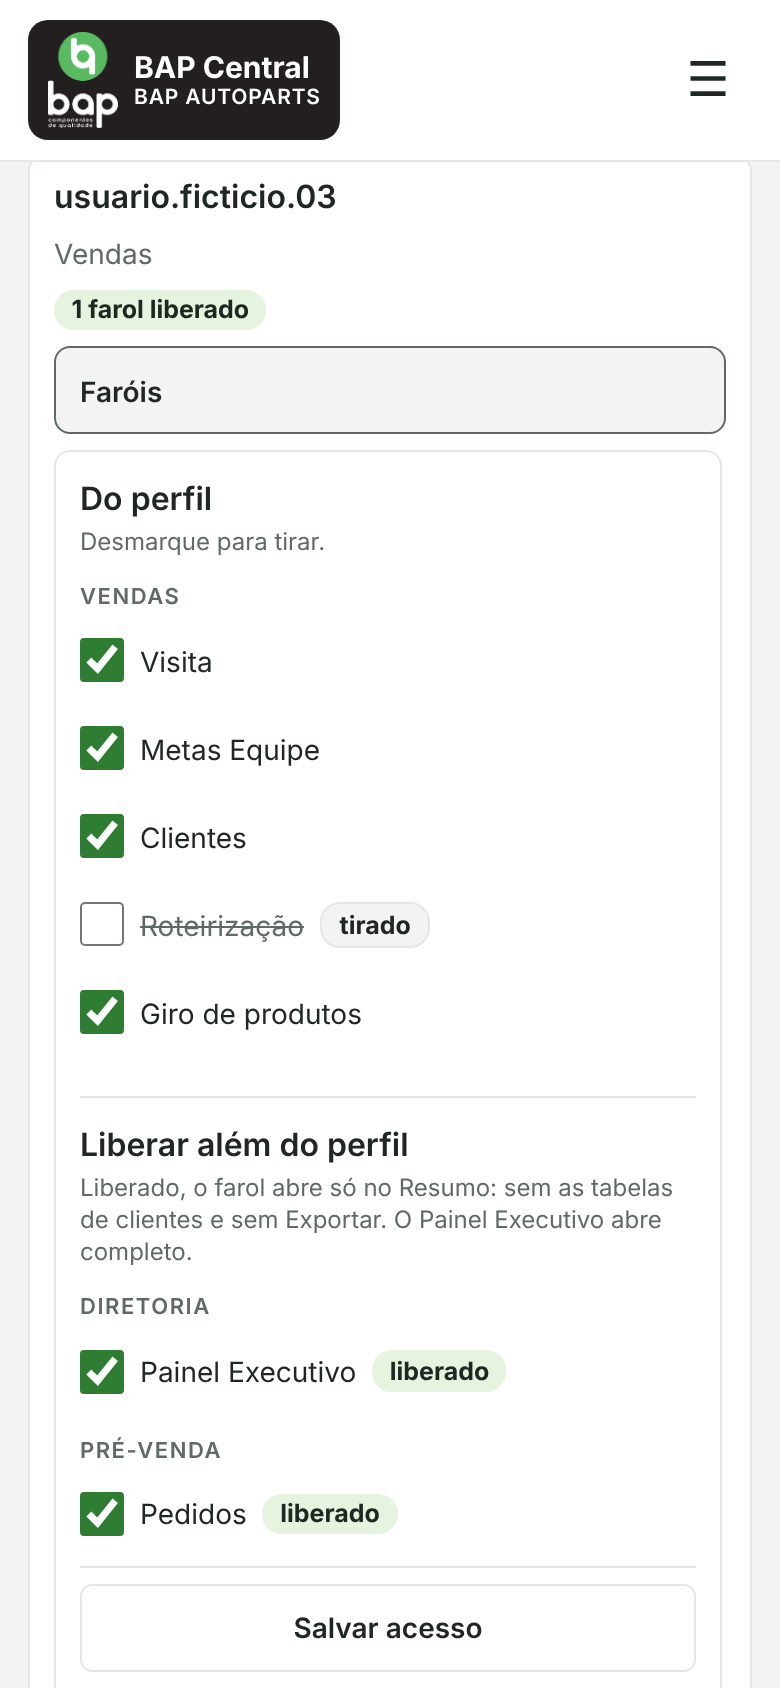 bap
componentes
de qualidade
BAP Central
BAP AUTOPARTS
usuario.ficticio.03
Vendas
1 farol liberado
Faróis
Do perfil
Desmarque para tirar.
VENDAS
Visita
Metas Equipe
Clientes
Roteirização tirado
Giro de produtos
Liberar além do perfil
Liberado, o farol abre só no Resumo: sem as tabelas
de clientes e sem Exportar. O Painel Executivo abre
completo.
DIRETORIA
Painel Executivo liberado
PRÉ-VENDA
Pedidos liberado
Salvar acesso